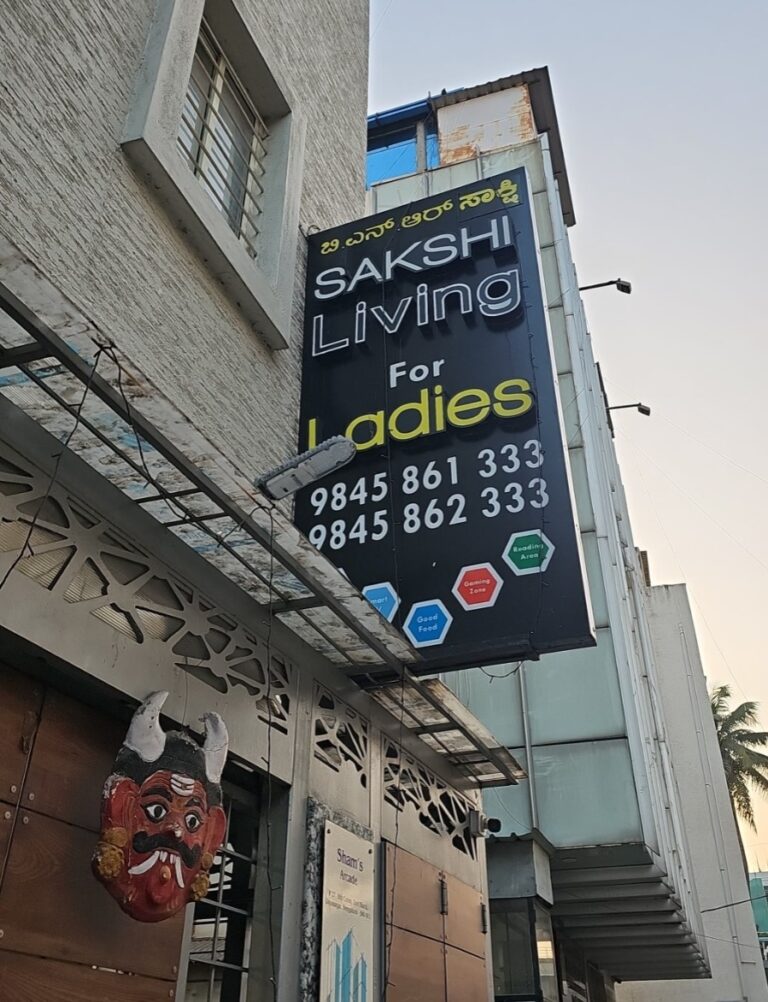 ಬಿ ಎನ್ ಆರ್ ಸಾಕ್ಷಿ
SAKSHI
Living
For
Ladies
9845 861 333
9845 862 333
Reading
Area
Gaming
Zone
Good
Food
Sham's
Arcade